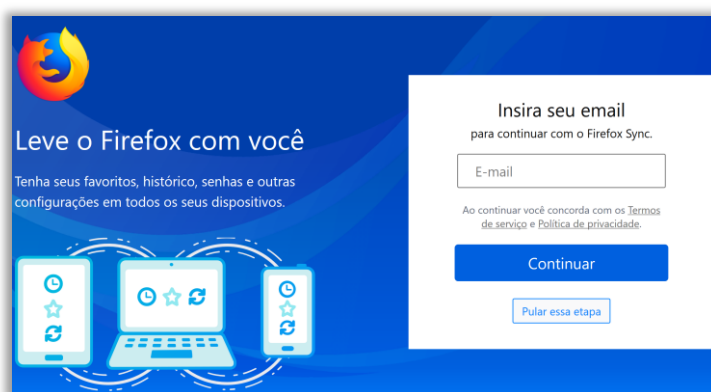 Leve o Firefox com você
Tenha seus favoritos, histórico, senhas e outras
configurações em todos os seus dispositivos.
Insira seu email
para continuar com o Firefox Sync.
E-mail
Ao continuar você concorda com os Termos
de serviço e Política de privacidade.
Continuar
Pular essa etapa